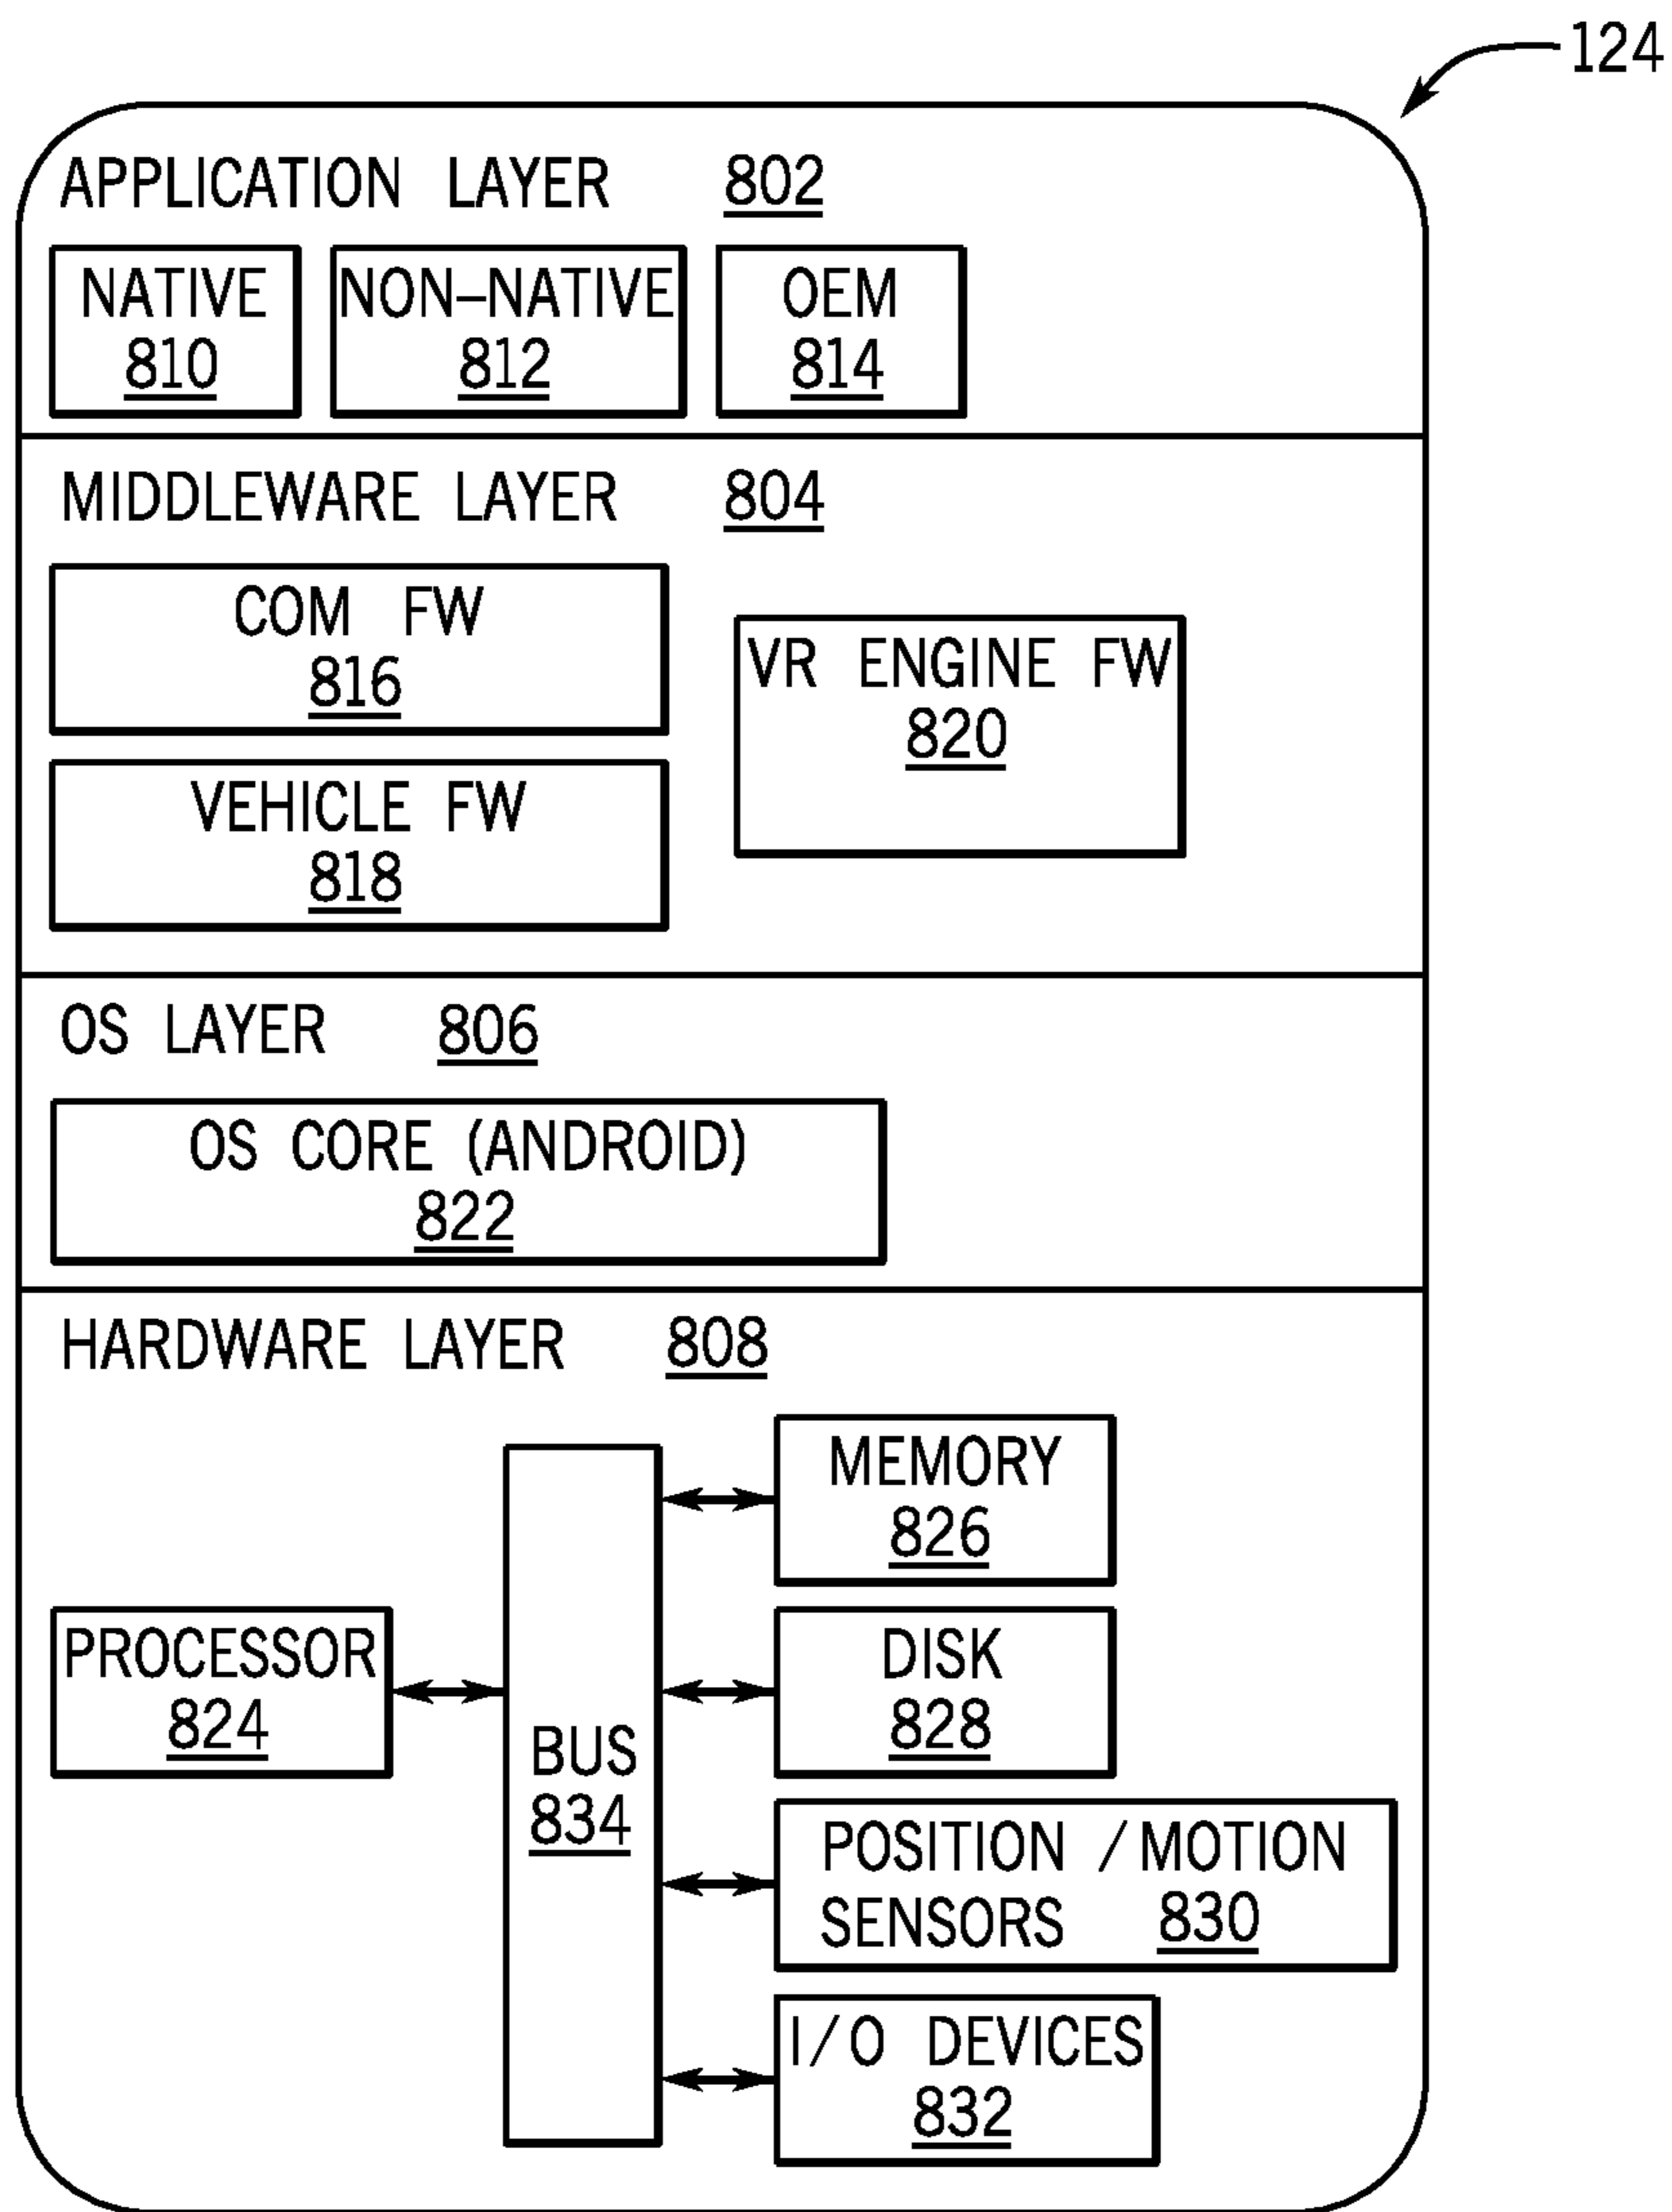 124
APPLICATION LAYER 802
NATIVE
810
NON-NATIVE
812
OEM
814
MIDDLEWARE LAYER 804
COM FW
816
VEHICLE FW
818
VR ENGINE FW
820
OS LAYER 806
OS CORE (ANDROID)
822
HARDWARE LAYER 808
PROCESSOR
824
BUS
834
MEMORY
826
DISK
828
POSITION /MOTION
SENSORS 830
I/O DEVICES
832